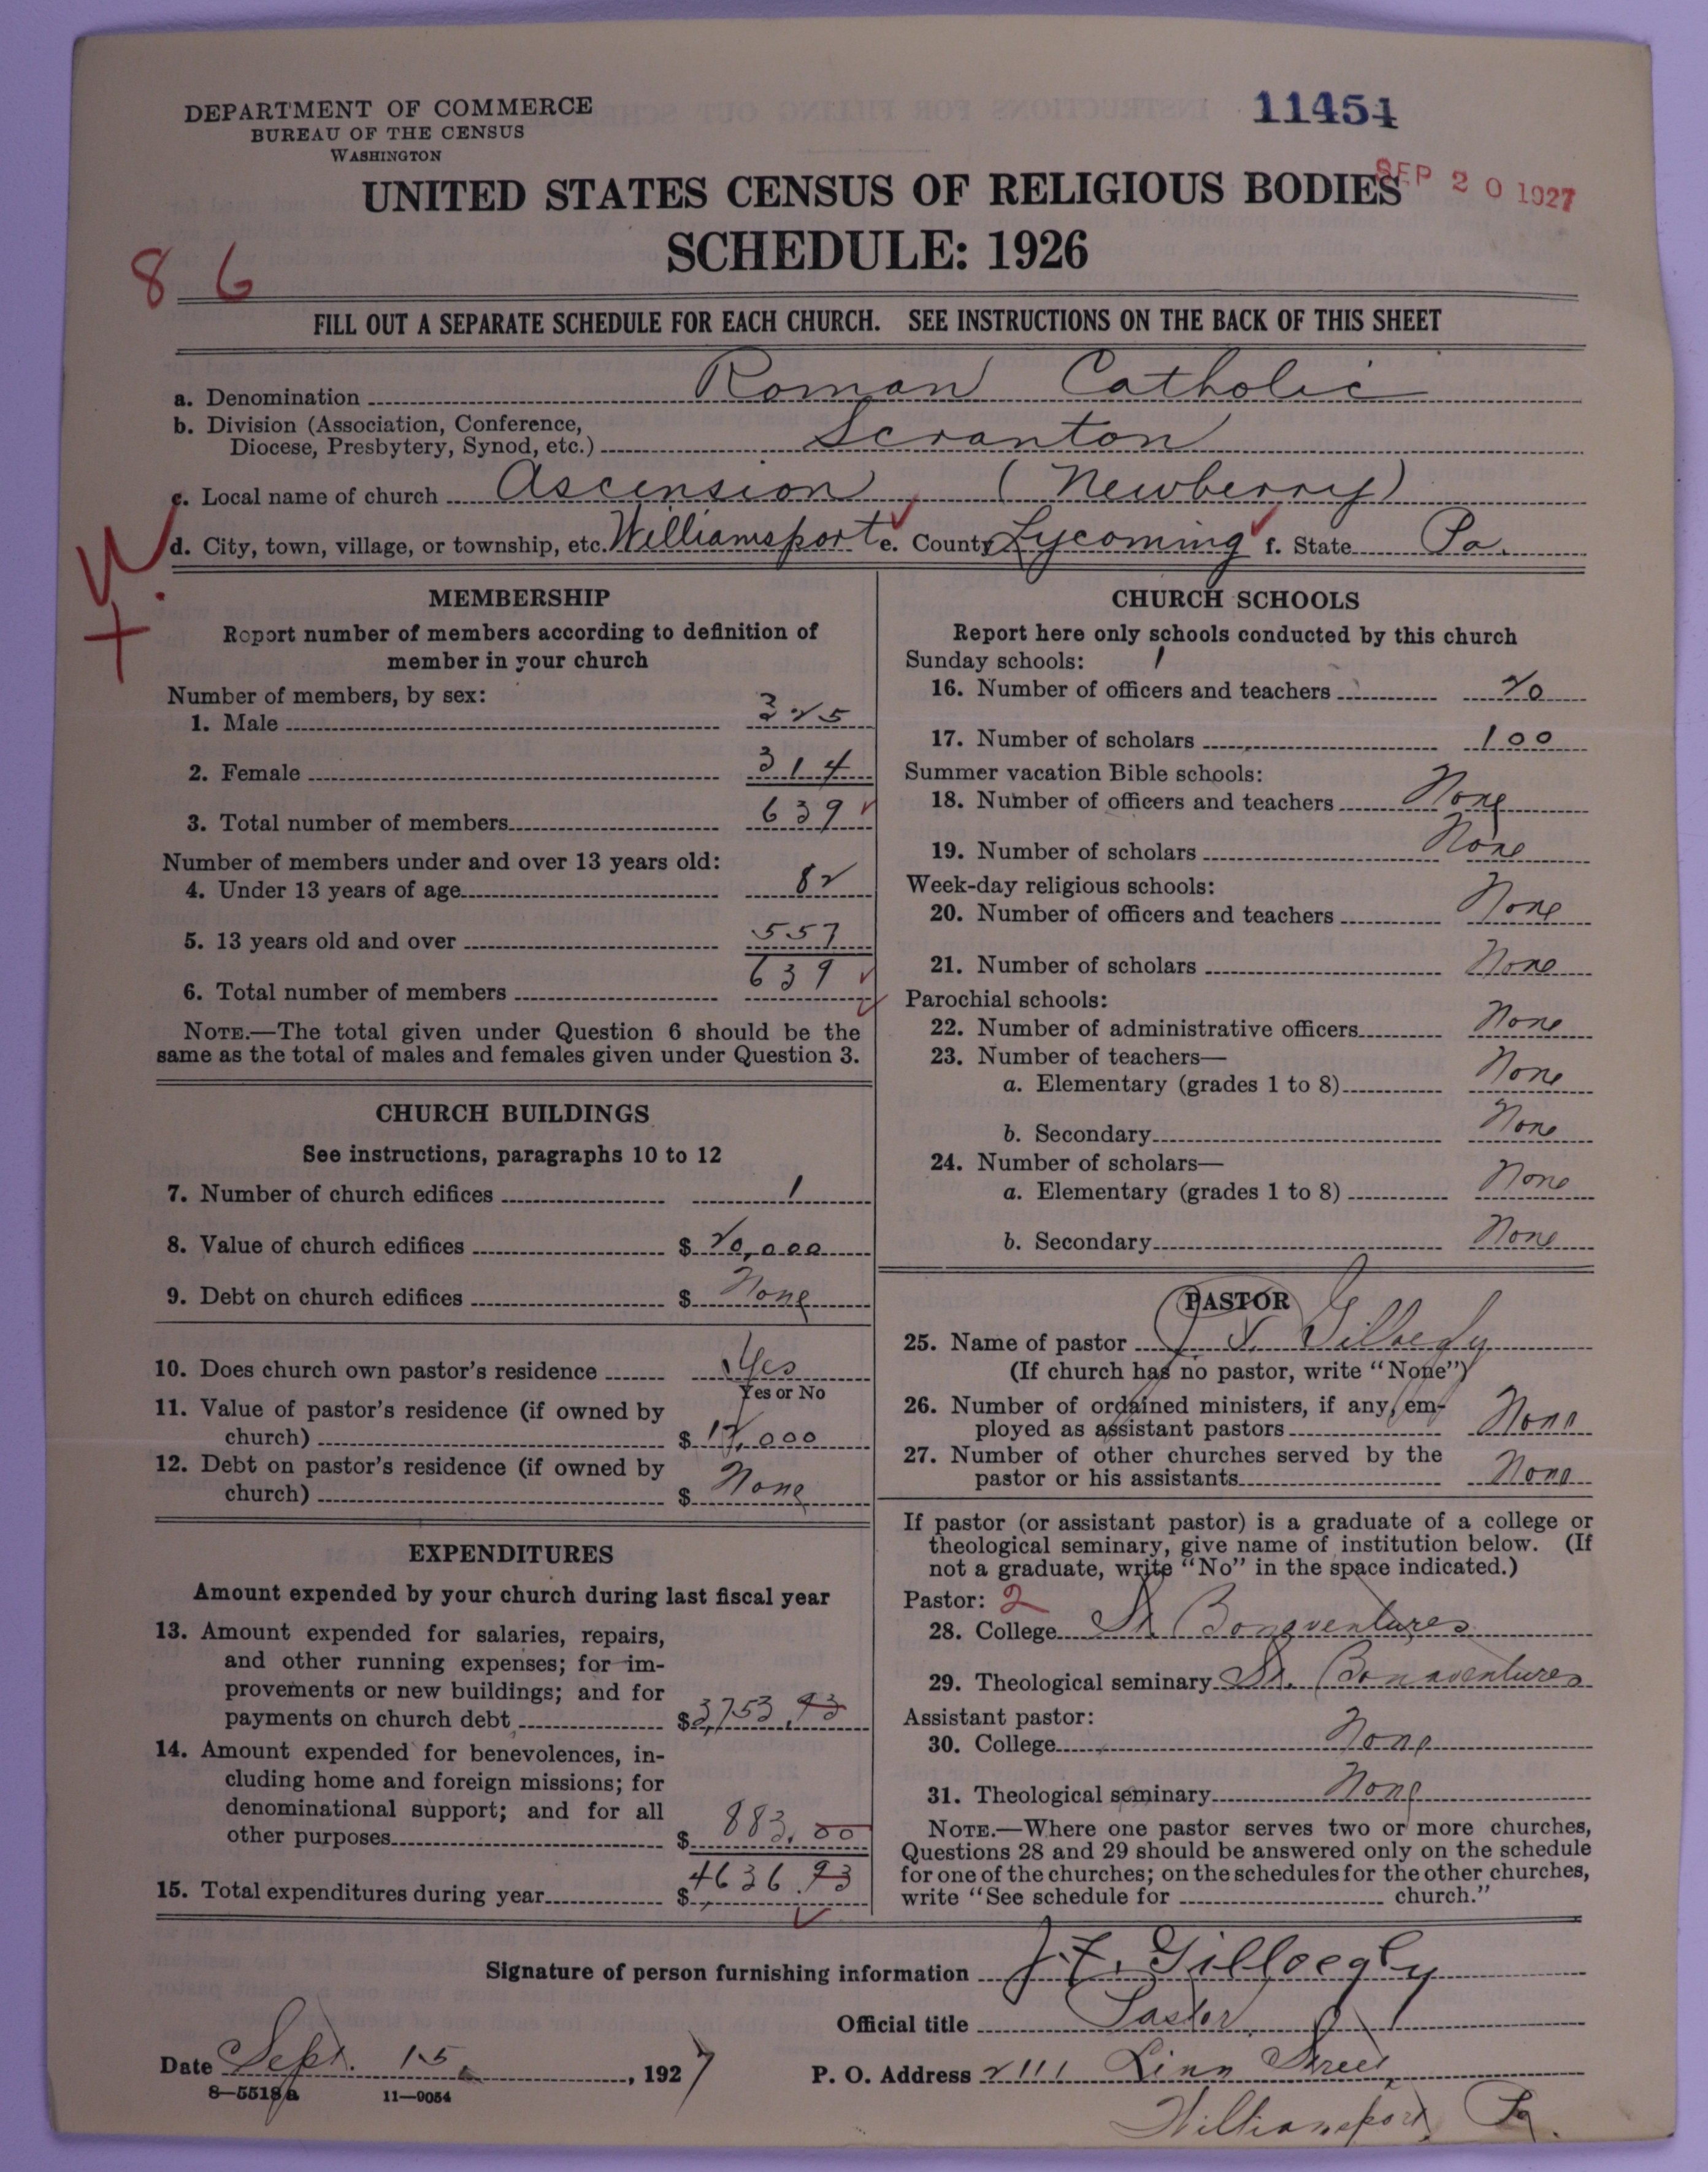 DEPARTMENT OF COMMERCE
BUREAU OF THE CENSUS
WASHINGTON
11454
SEP 20 1927
UNITED STATES CENSUS OF RELIGIOUS BODIES
SCHEDULE: 1926
8 6
FILL OUT A SEPARATE SCHEDULE FOR EACH CHURCH. SEE INSTRUCTIONS ON THE BACK OF THIS SHEET
a. Denomination Roman Catholic
b. Division (Association, Conference,
Diocese, Presbytery, Synod, etc.) Scranton
c. Local name of church Ascension (Newberry)
d. City, town, village, or township, etc. Williamsport e. County Lycoming f. State Pa.
MEMBERSHIP
Report number of members according to definition of
member in your church
Number of members, by sex:
1. Male 325
2. Female 314
3. Total number of members 639
Number of members under and over 13 years old:
4. Under 13 years of age 82
5. 13 years old and over 557
6. Total number of members 639
NOTE.—The total given under Question 6 should be the
same as the total of males and females given under Question 3.
CHURCH BUILDINGS
See instructions, paragraphs 10 to 12
7. Number of church edifices 1
8. Value of church edifices $ 20,000
9. Debt on church edifices $ None
10. Does church own pastor's residence Yes
Yes or No
11. Value of pastor's residence (if owned by
church) $ 12,000
12. Debt on pastor's residence (if owned by
church) $ None
EXPENDITURES
Amount expended by your church during last fiscal year
13. Amount expended for salaries, repairs,
and other running expenses; for im-
provements or new buildings; and for
payments on church debt $ 3,753.93
14. Amount expended for benevolences, in-
cluding home and foreign missions; for
denominational support; and for all
other purposes $ 883.00
15. Total expenditures during year $ 4636.93
CHURCH SCHOOLS
Report here only schools conducted by this church
Sunday schools: 1
16. Number of officers and teachers 20
17. Number of scholars 100
Summer vacation Bible schools:
18. Number of officers and teachers None
19. Number of scholars None
Week-day religious schools:
20. Number of officers and teachers None
21. Number of scholars None
Parochial schools:
22. Number of administrative officers None
23. Number of teachers—
a. Elementary (grades 1 to 8) None
b. Secondary None
24. Number of scholars—
a. Elementary (grades 1 to 8) None
b. Secondary None
PASTOR
25. Name of pastor J. F.
(If church has no pastor, write "None")
26. Number of ordained ministers, if any, em-
ployed as assistant pastors None
27. Number of other churches served by the
pastor or his assistants None
If pastor (or assistant pastor) is a graduate of a college or
theological seminary, give name of institution below. (If
not a graduate, write "No" in the space indicated.)
Pastor: 2
28. College St Bonaventures
29. Theological seminary St. Bonaventures
Assistant pastor:
30. College None
31. Theological seminary None
NOTE.—Where one pastor serves two or more churches,
Questions 28 and 29 should be answered only on the schedule
for one of the churches; on the schedules for the other churches,
write "See schedule for church."
Signature of person furnishing information J. F.
Official title Pastor
Date Sept. 15, 1927
P. O. Address 2111 Linn Street
Williamsport Pa.
8—5518a 11—9054